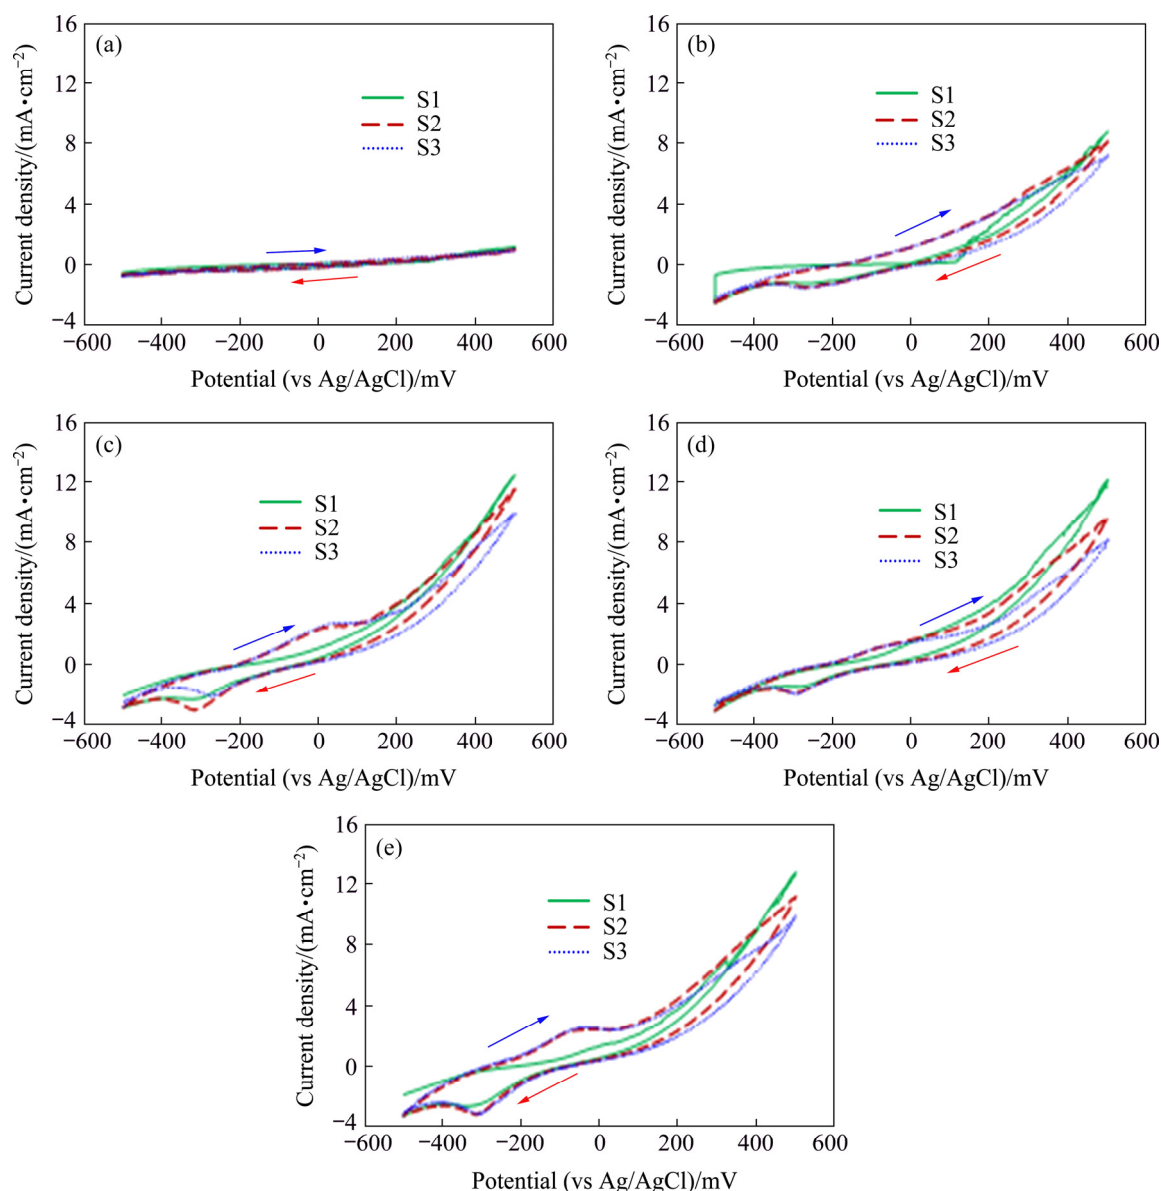 (a)
S1
S2
S3
16
12
8
4
0
−4
Current density/(mA•cm⁻²)
−600 −400 −200 0 200 400 600
Potential (vs Ag/AgCl)/mV
(b)
S1
S2
S3
16
12
8
4
0
−4
Current density/(mA•cm⁻²)
−600 −400 −200 0 200 400 600
Potential (vs Ag/AgCl)/mV
(c)
S1
S2
S3
16
12
8
4
0
−4
Current density/(mA•cm⁻²)
−600 −400 −200 0 200 400 600
Potential (vs Ag/AgCl)/mV
(d)
S1
S2
S3
16
12
8
4
0
−4
Current density/(mA•cm⁻²)
−600 −400 −200 0 200 400 600
Potential (vs Ag/AgCl)/mV
(e)
S1
S2
S3
16
12
8
4
0
−4
Current density/(mA•cm⁻²)
−600 −400 −200 0 200 400 600
Potential (vs Ag/AgCl)/mV